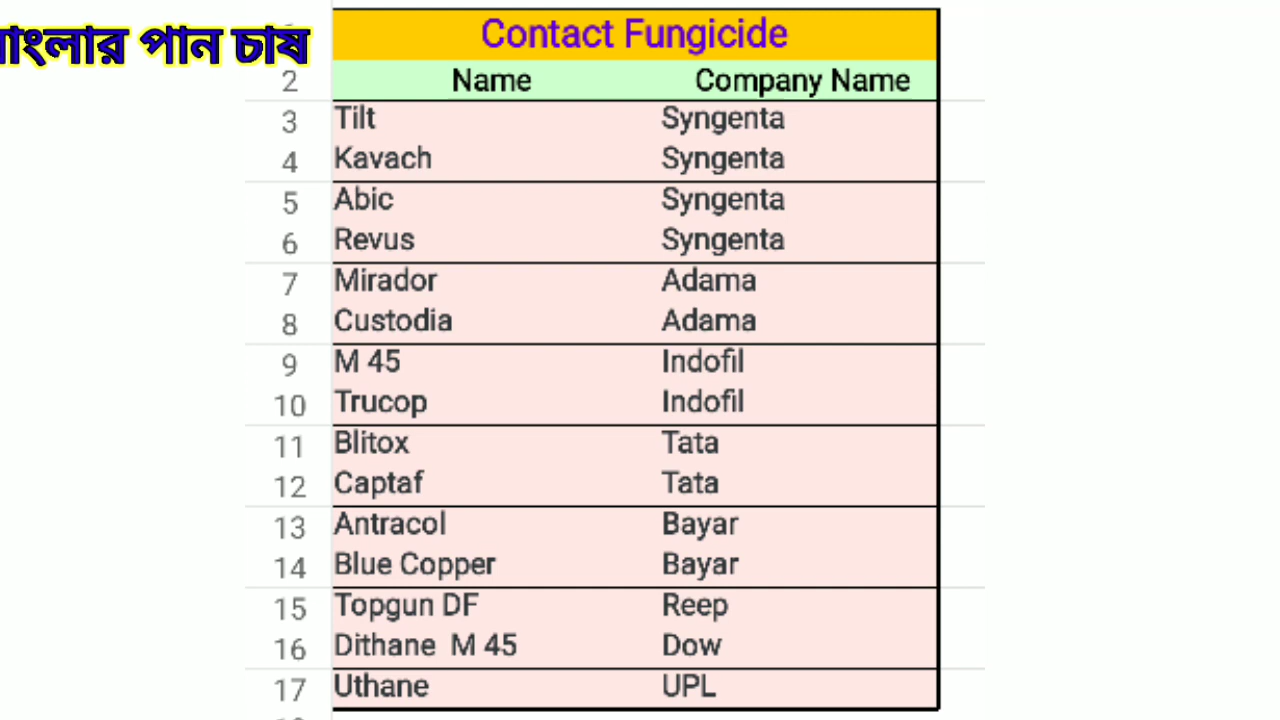 বাংলার পান চাষ
Contact Fungicide
2 Name Company Name
3 Tilt Syngenta
4 Kavach Syngenta
5 Abic Syngenta
6 Revus Syngenta
7 Mirador Adama
8 Custodia Adama
9 M 45 Indofil
10 Trucop Indofil
11 Blitox Tata
12 Captaf Tata
13 Antracol Bayar
14 Blue Copper Bayar
15 Topgun DF Reep
16 Dithane M 45 Dow
17 Uthane UPL